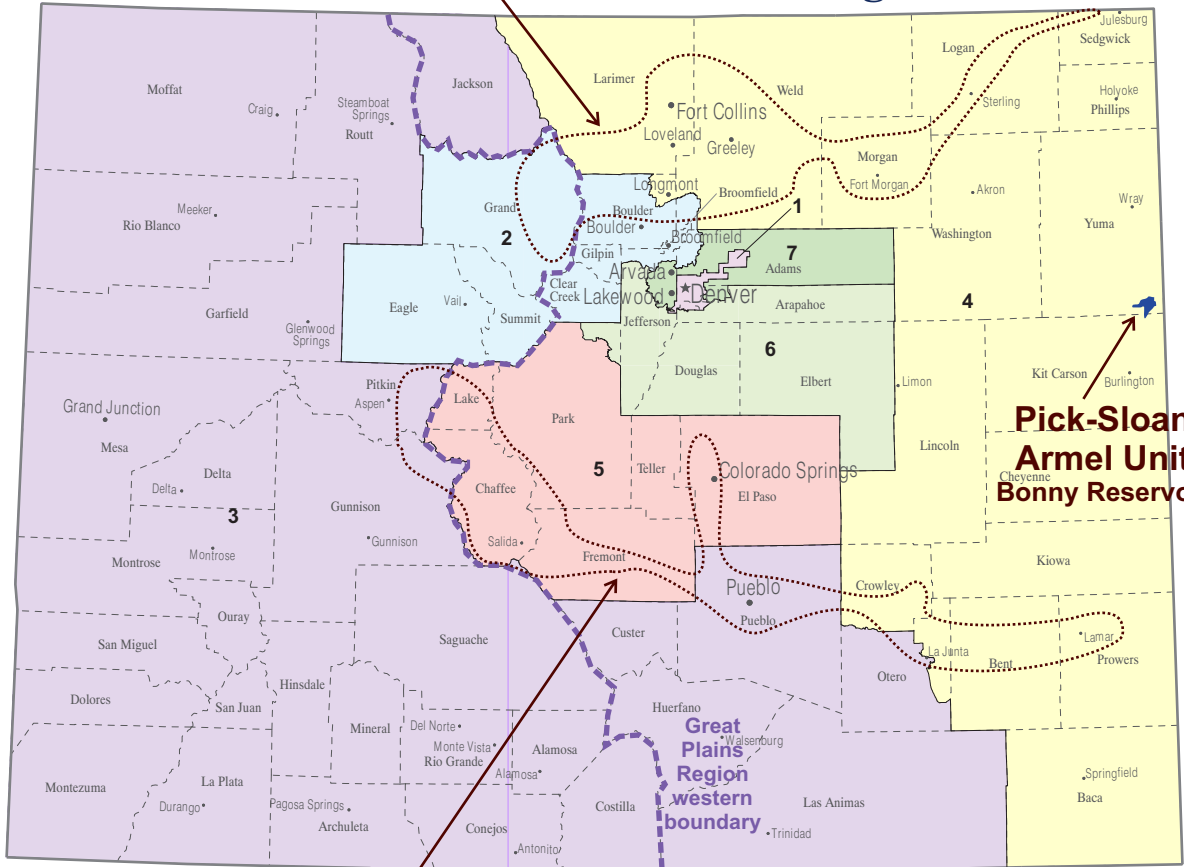 Julesburg
Sedgwick
Logan
Jackson
Larimer
Weld
Moffat
Craig
Steamboat
Springs
Routt
Sterling
Holyoke
Phillips
Fort Collins
Loveland
Greeley
Morgan
Fort Morgan
Akron
Wray
Yuma
Longmont
Broomfield
1
Meeker
Rio Blanco
Grand
2
Boulder
Boulder
Broomfield
Washington
Gilpin
7
Adams
Arvada
Clear
Creek
Lakewood
Denver
Eagle
Vail
Summit
Arapahoe
4
Garfield
Glenwood
Springs
Jefferson
6
Douglas
Elbert
Limon
Kit Carson
Burlington
Pitkin
Aspen
Lake
Grand Junction
Mesa
Park
Pick-Sloan
Armel Unit
Bonny Reservo
Lincoln
Cheyenne
Delta
Delta
5
Teller
Colorado Springs
El Paso
Chaffee
3
Gunnison
Gunnison
Salida
Montrose
Montrose
Fremont
Kiowa
Pueblo
Pueblo
Crowley
Ouray
Saguache
Custer
San Miguel
La Junta
Bent
Lamar
Prowers
Otero
Hinsdale
Dolores
San Juan
Mineral
Del Norte
Monte Vista
Rio Grande
Alamosa
Alamosa
Huerfano
Great
Plains
Region
western
boundary
Walsenburg
Montezuma
La Plata
Durango
Pagosa Springs
Archuleta
Conejos
Antonito
Costilla
Las Animas
Trinidad
Springfield
Baca